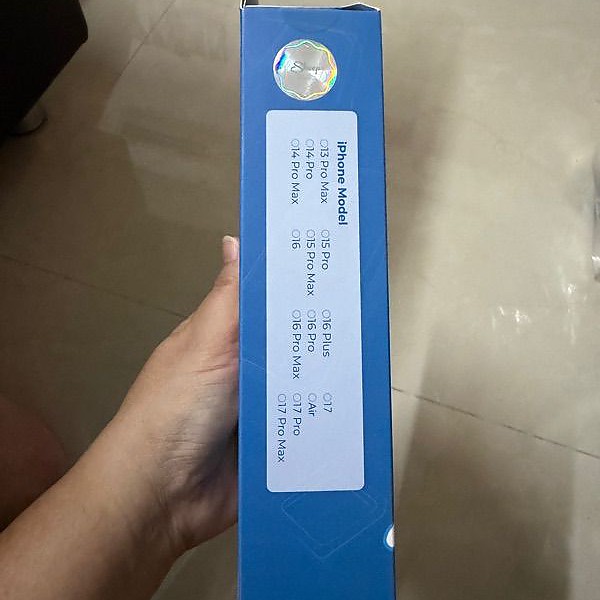 iPhone Model
○13 Pro Max
○14 Pro
○14 Pro Max
○15 Pro
○15 Pro Max
○16
○16 Plus
○16 Pro
○16 Pro Max
○17
○Air
○17 Pro
○17 Pro Max